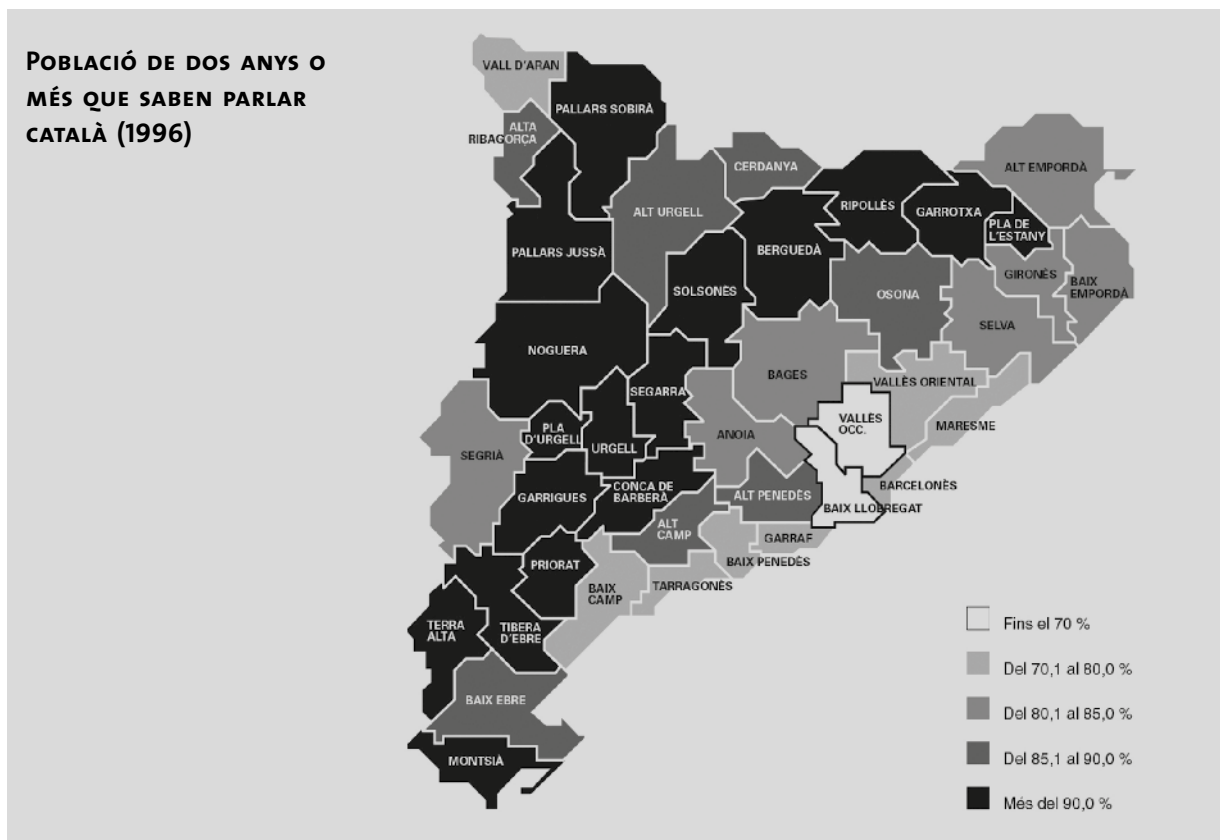 POBLACIÓ DE DOS ANYS O
MÉS QUE SABEN PARLAR
CATALÀ (1996)
VALL D'ARAN
PALLARS SOBIRÀ
ALTA
RIBAGORÇA
CERDANYA
ALT EMPORDÀ
ALT URGELL
RIPOLLÈS
GARROTXA
PLA DE
L'ESTANY
PALLARS JUSSÀ
BERGUEDÀ
GIRONÈS
BAIX
EMPORDÀ
SOLSONÈS
OSONA
SELVA
NOGUERA
BAGES
VALLÈS ORIENTAL
SEGARRA
PLA
D'URGELL
URGELL
VALLÈS
OCC.
MARESME
SEGRIÀ
ANOIA
GARRIGUES
CONCA DE
BARBERÀ
ALT PENEDÈS
BARCELONÈS
BAIX LLOBREGAT
ALT
CAMP
GARRAF
BAIX PENEDÈS
PRIORAT
BAIX
CAMP
TARRAGONÈS
TERRA
ALTA
TIBERA
D'EBRE
BAIX EBRE
MONTSIÀ
Fins el 70 %
Del 70,1 al 80,0 %
Del 80,1 al 85,0 %
Del 85,1 al 90,0 %
Més del 90,0 %